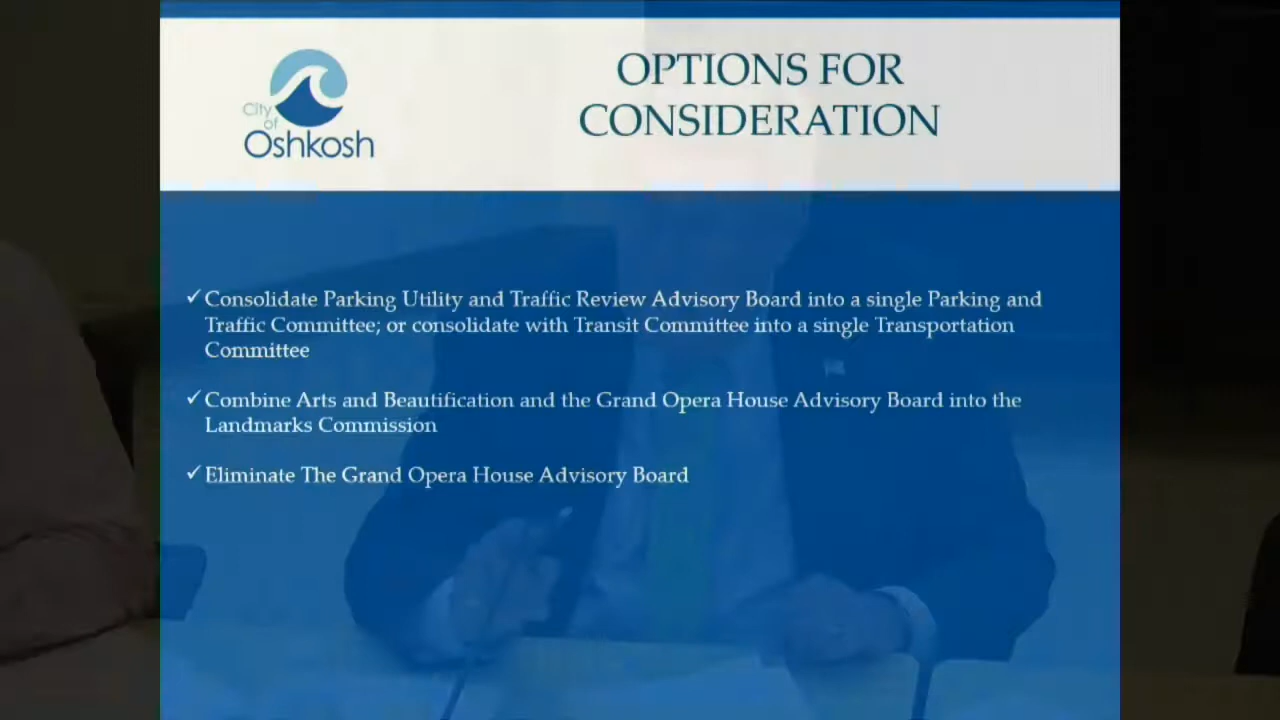 City
of
Oshkosh
OPTIONS FOR
CONSIDERATION
✓Consolidate Parking Utility and Traffic Review Advisory Board into a single Parking and
Traffic Committee; or consolidate with Transit Committee into a single Transportation
Committee
✓Combine Arts and Beautification and the Grand Opera House Advisory Board into the
Landmarks Commission
✓Eliminate The Grand Opera House Advisory Board